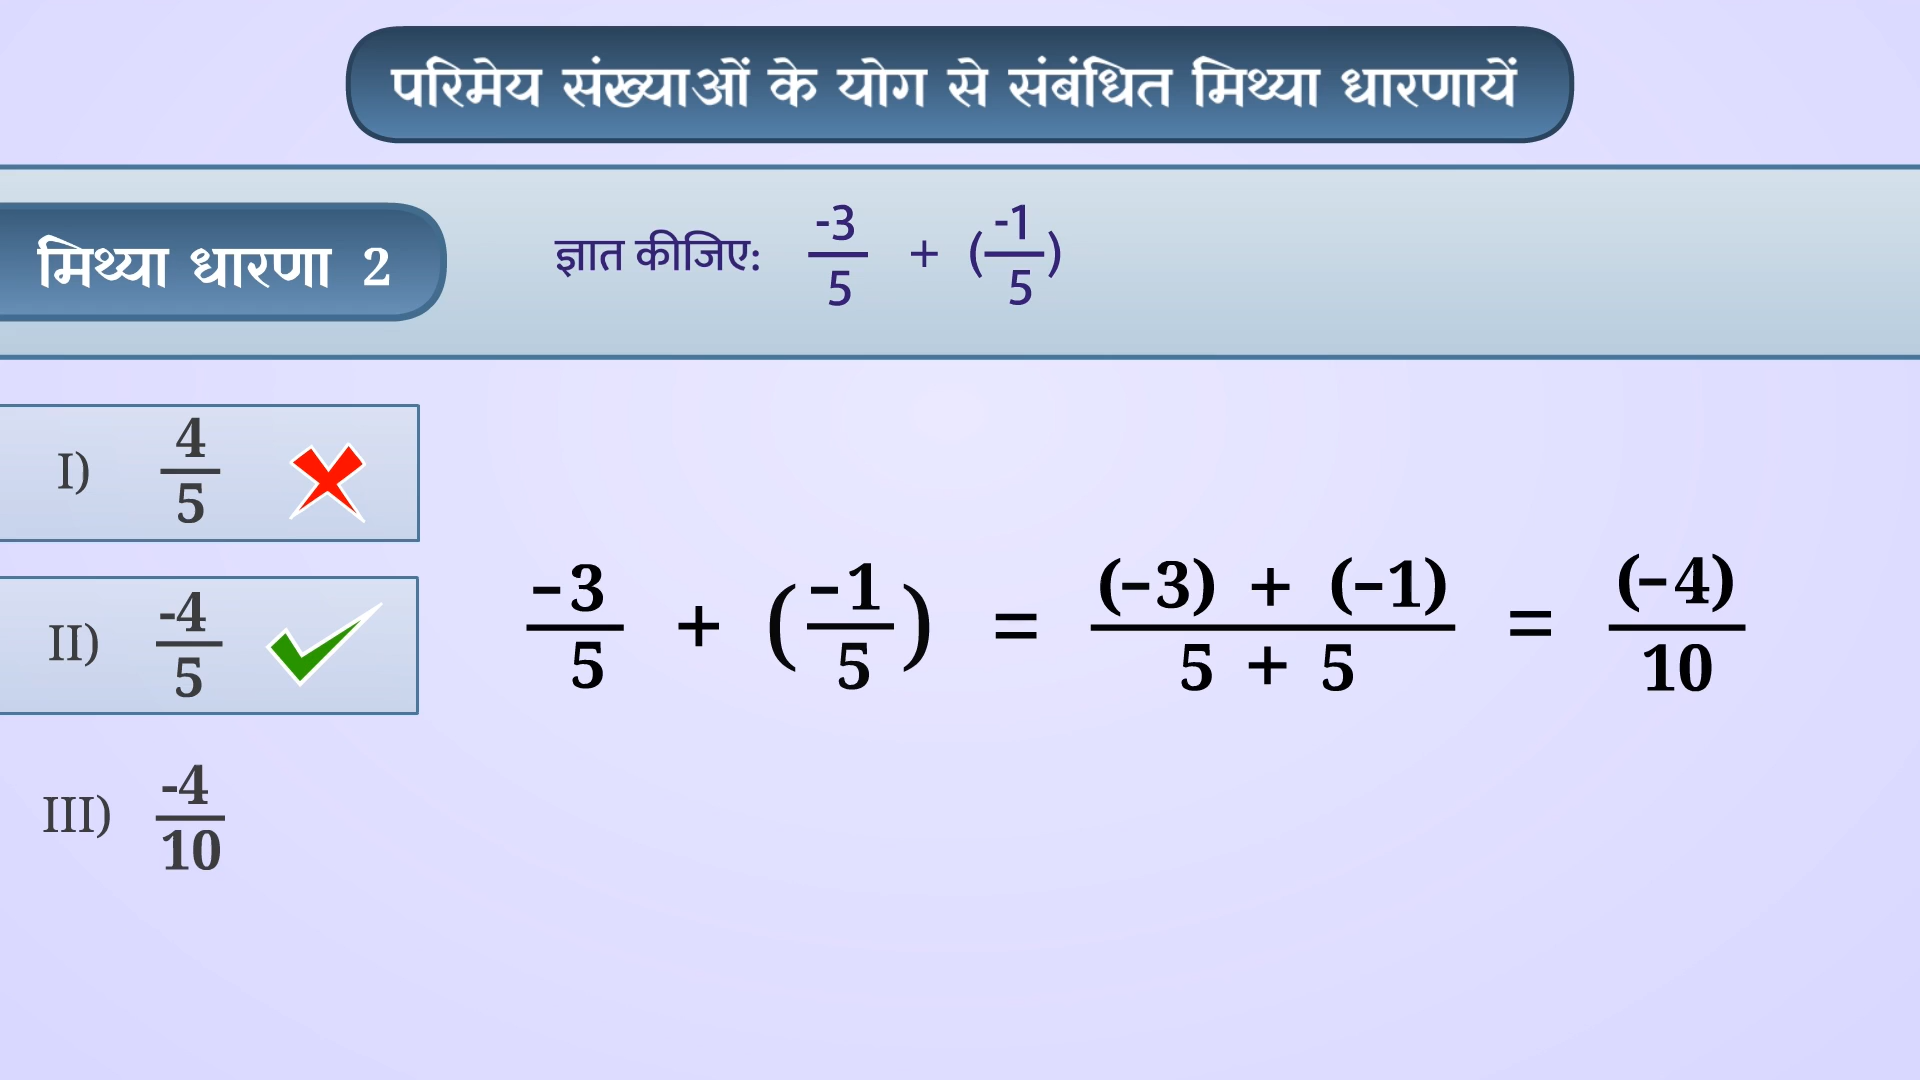 परिमेय संख्याओं के योग से संबंधित मिथ्या धारणायें
मिथ्या धारणा 2
ज्ञात कीजिए: -3/5 + (-1/5)
I) 4/5
II) -4/5
III) -4/10
−3/5 + (−1/5) = (−3) + (−1)/5 + 5 = (−4)/10